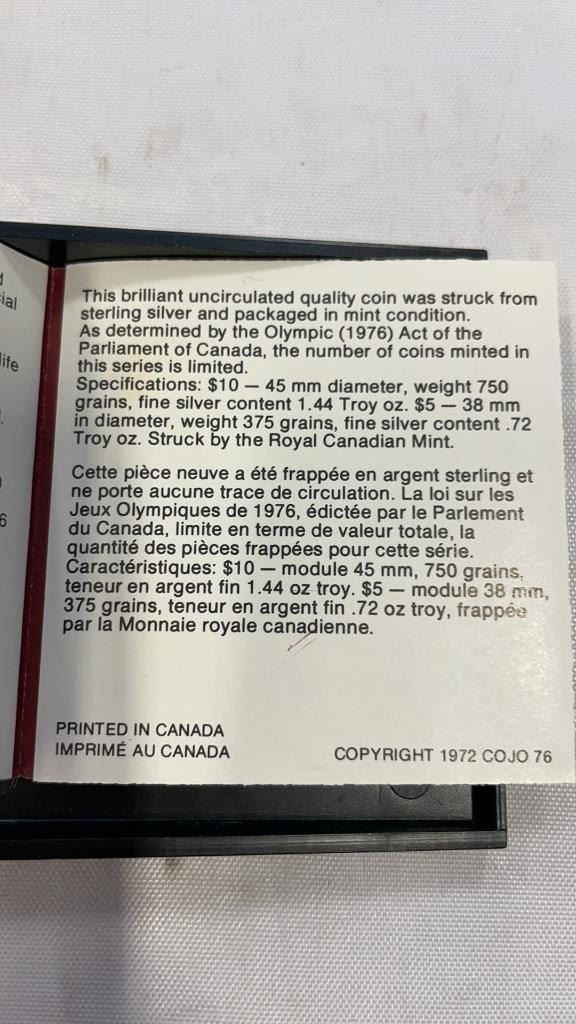 This brilliant uncirculated quality coin was struck from
sterling silver and packaged in mint condition.
As determined by the Olympic (1976) Act of the
Parliament of Canada, the number of coins minted in
this series is limited.
Specifications: $10 — 45 mm diameter, weight 750
grains, fine silver content 1.44 Troy oz. $5 — 38 mm
in diameter, weight 375 grains, fine silver content .72
Troy oz. Struck by the Royal Canadian Mint.
Cette pièce neuve a été frappée en argent sterling et
ne porte aucune trace de circulation. La loi sur les
Jeux Olympiques de 1976, édictée par le Parlement
du Canada, limite en terme de valeur totale, la
quantité des pièces frappées pour cette série.
Caractéristiques: $10 — module 45 mm, 750 grains,
teneur en argent fin 1.44 oz troy. $5 — module 38 mm,
375 grains, teneur en argent fin .72 oz troy, frappée
par la Monnaie royale canadienne.
PRINTED IN CANADA
IMPRIMÉ AU CANADA
COPYRIGHT 1972 COJO 76